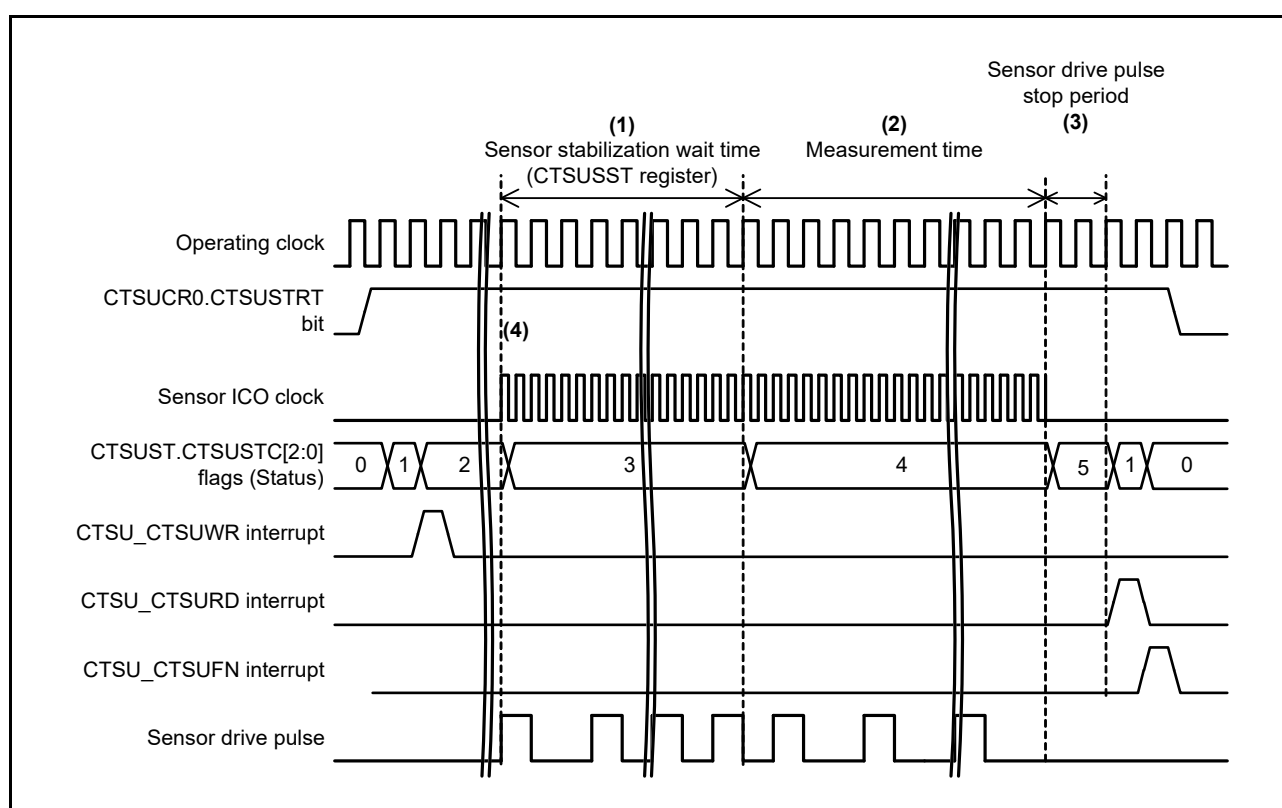 Sensor drive pulse
stop period
(3)
(1)
Sensor stabilization wait time
(CTSUSST register)
(2)
Measurement time
Operating clock
CTSUCR0.CTSUSTRT
bit
(4)
Sensor ICO clock
CTSUST.CTSUSTC[2:0]
flags (Status)
0 1 2 3 4 5 1 0
CTSU_CTSUWR interrupt
CTSU_CTSURD interrupt
CTSU_CTSUFN interrupt
Sensor drive pulse